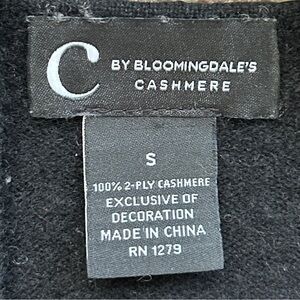 C
BY BLOOMINGDALE'S
CASHMERE
S
100% 2-PLY CASHMERE
EXCLUSIVE OF
DECORATION
MADE IN CHINA
RN 1279